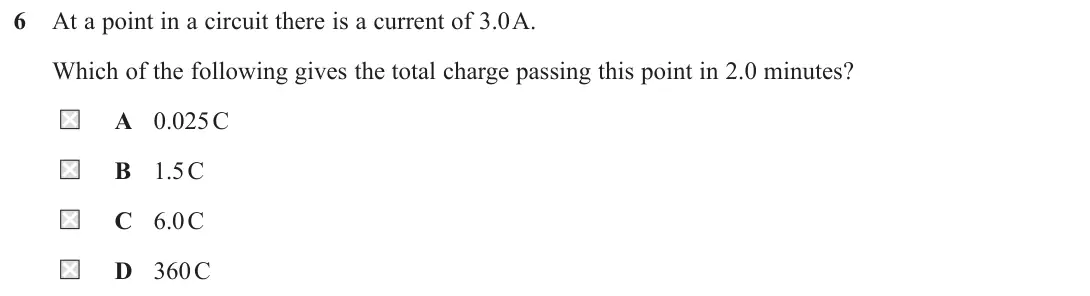 6 At a point in a circuit there is a current of 3.0A.
Which of the following gives the total charge passing this point in 2.0 minutes?
A 0.025C
B 1.5C
C 6.0C
D 360C